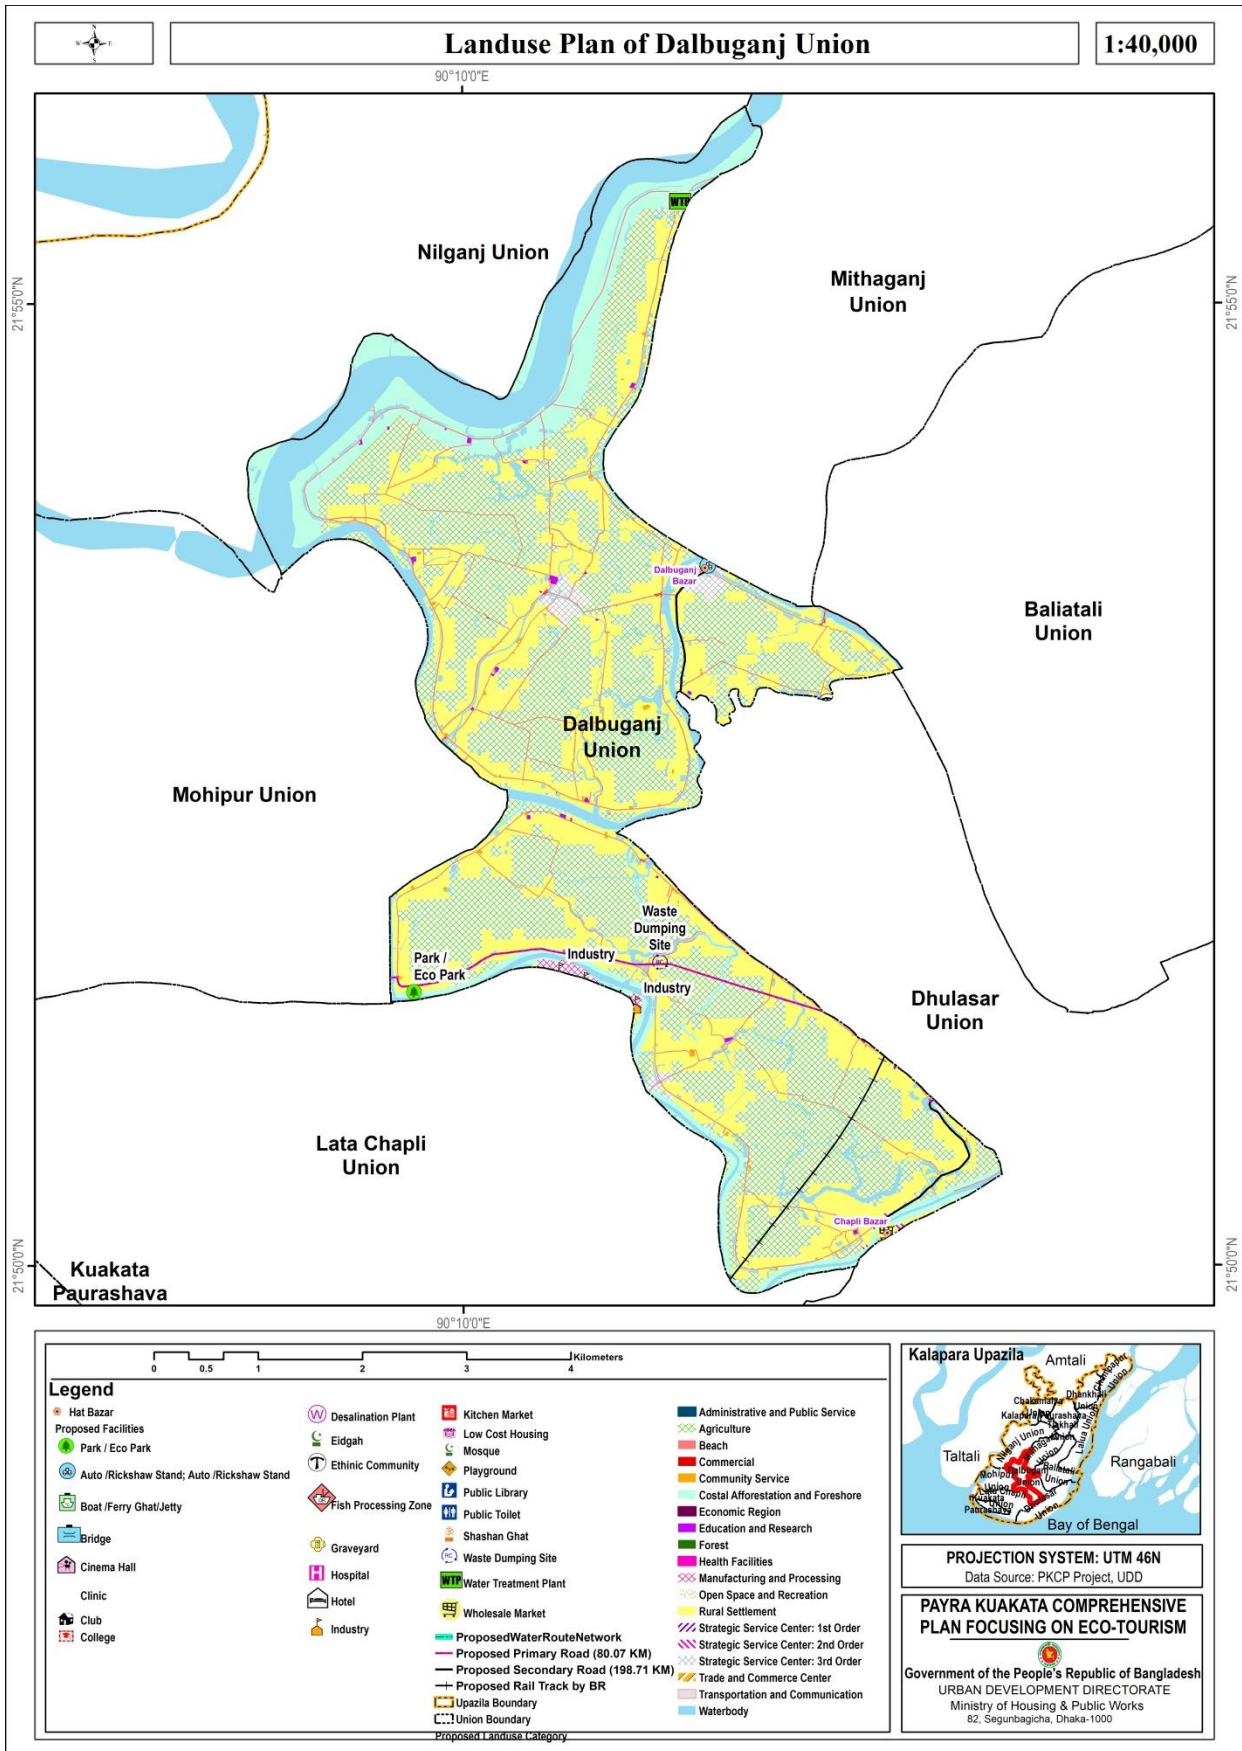 N
W E
S
Landuse Plan of Dalbuganj Union
1:40,000
90°10'0"E
21°55'0"N
21°55'0"N
Nilganj Union
WTP
Mithaganj
Union
Dalbuganj
Bazar
Baliatali
Union
Dalbuganj
Union
Mohipur Union
Waste
Dumping
Site
Park /
Eco Park
Industry
RC
Industry
Dhulasar
Union
Lata Chapli
Union
Chapli Bazar
21°50'0"N
21°50'0"N
Kuakata
Paurashava
90°10'0"E
Kilometers
0 0.5 1 2 3 4
Legend
Hat Bazar
Proposed Facilities
Park / Eco Park
Auto /Rickshaw Stand; Auto /Rickshaw Stand
Boat /Ferry Ghat/Jetty
Bridge
Cinema Hall
Clinic
Club
College
W Desalination Plant
Eidgah
Ethinic Community
Fish Processing Zone
Graveyard
H Hospital
Hotel
Industry
Kitchen Market
Low Cost Housing
Mosque
Playground
Public Library
Public Toilet
Shashan Ghat
RC Waste Dumping Site
WTP Water Treatment Plant
Wholesale Market
ProposedWaterRouteNetwork
Proposed Primary Road (80.07 KM)
Proposed Secondary Road (198.71 KM)
Proposed Rail Track by BR
Upazila Boundary
Union Boundary
Proposed Landuse Category
Administrative and Public Service
Agriculture
Beach
Commercial
Community Service
Costal Afforestation and Foreshore
Economic Region
Education and Research
Forest
Health Facilities
Manufacturing and Processing
Open Space and Recreation
Rural Settlement
Strategic Service Center: 1st Order
Strategic Service Center: 2nd Order
Strategic Service Center: 3rd Order
Trade and Commerce Center
Transportation and Communication
Waterbody
Kalapara Upazila
Amtali
Taltali
Rangabali
Nilganj Union
Lalua Union
Bay of Bengal
PROJECTION SYSTEM: UTM 46N
Data Source: PKCP Project, UDD
PAYRA KUAKATA COMPREHENSIVE
PLAN FOCUSING ON ECO-TOURISM
Government of the People's Republic of Bangladesh
URBAN DEVELOPMENT DIRECTORATE
Ministry of Housing & Public Works
82, Segunbagicha, Dhaka-1000